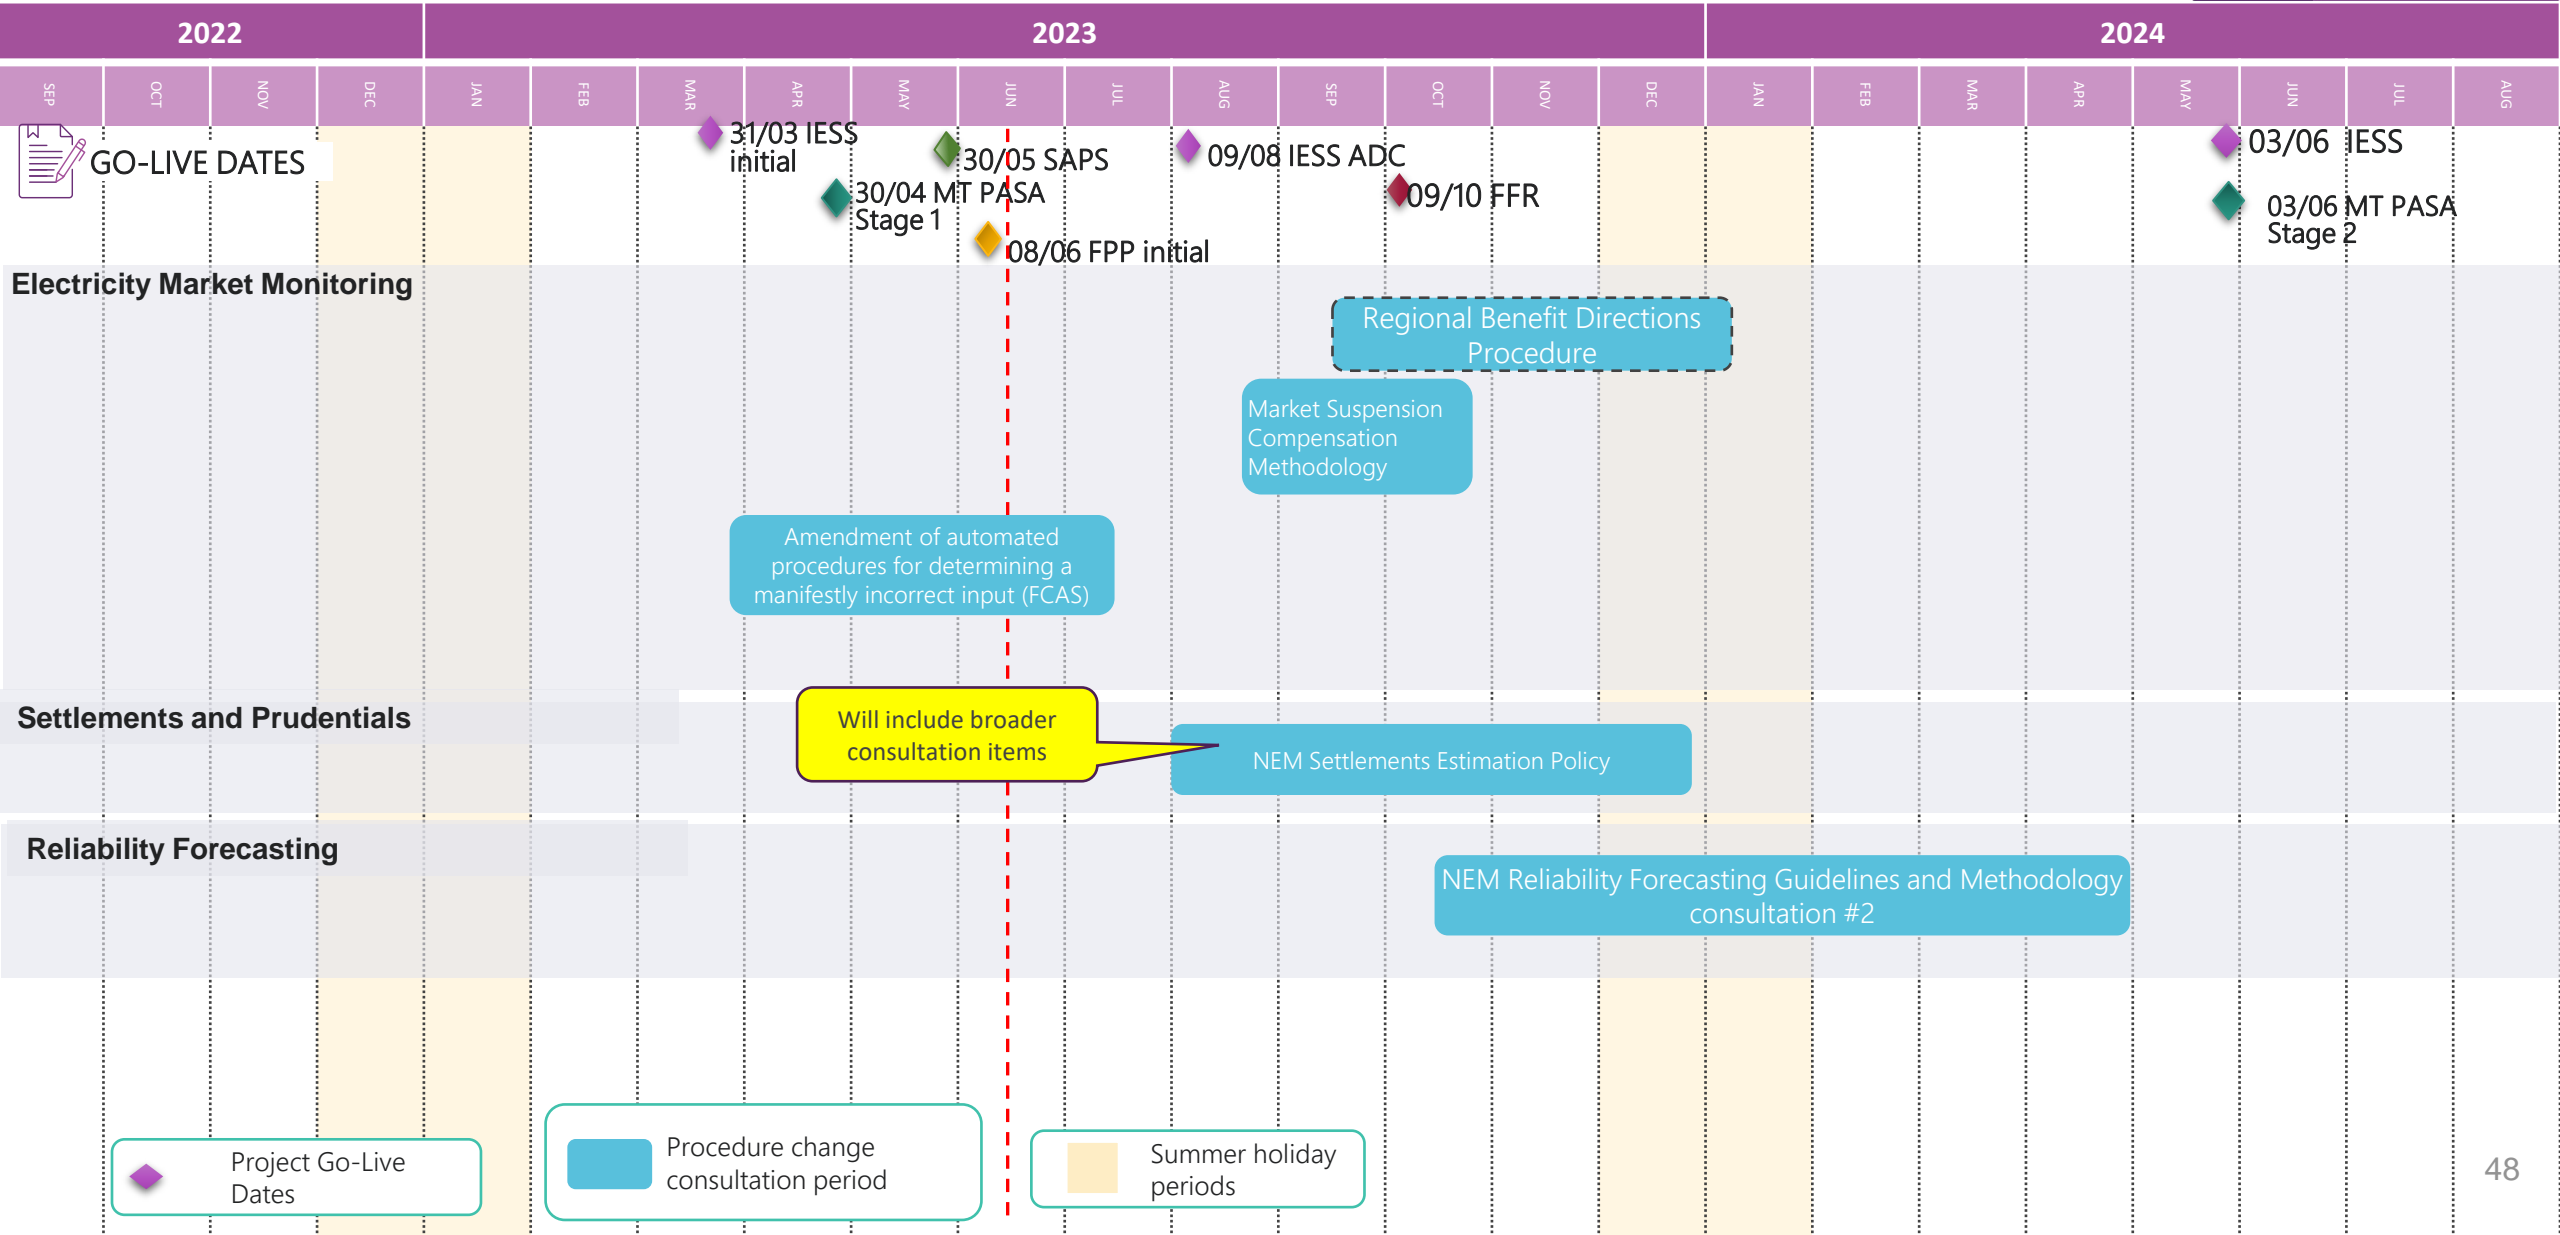 2022
2023
2024
SEP
OCT
NOV
DEC
JAN
FEB
MAR
APR
MAY
JUN
JUL
AUG
SEP
OCT
NOV
DEC
JAN
FEB
MAR
APR
MAY
JUN
JUL
AUG
GO-LIVE DATES
31/03 IESS
initial
30/04 MT PASA
Stage 1
30/05 SAPS
08/06 FPP initial
09/08 IESS ADC
09/10 FFR
03/06 IESS
03/06 MT PASA
Stage 2
Electricity Market Monitoring
Regional Benefit Directions
Procedure
Market Suspension
Compensation
Methodology
Amendment of automated
procedures for determining a
manifestly incorrect input (FCAS)
Settlements and Prudentials
Will include broader
consultation items
NEM Settlements Estimation Policy
Reliability Forecasting
NEM Reliability Forecasting Guidelines and Methodology
consultation #2
Project Go-Live
Dates
Procedure change
consultation period
Summer holiday
periods
48